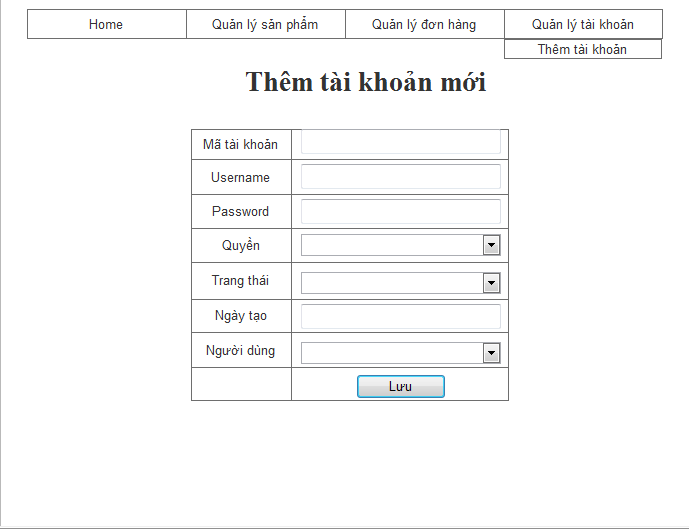 Home Quản lý sản phẩm Quản lý đơn hàng Quản lý tài khoản
Thêm tài khoản
Thêm tài khoản mới
Mã tài khoản
Username
Password
Quyền
Trang thái
Ngày tạo
Người dùng
Lưu